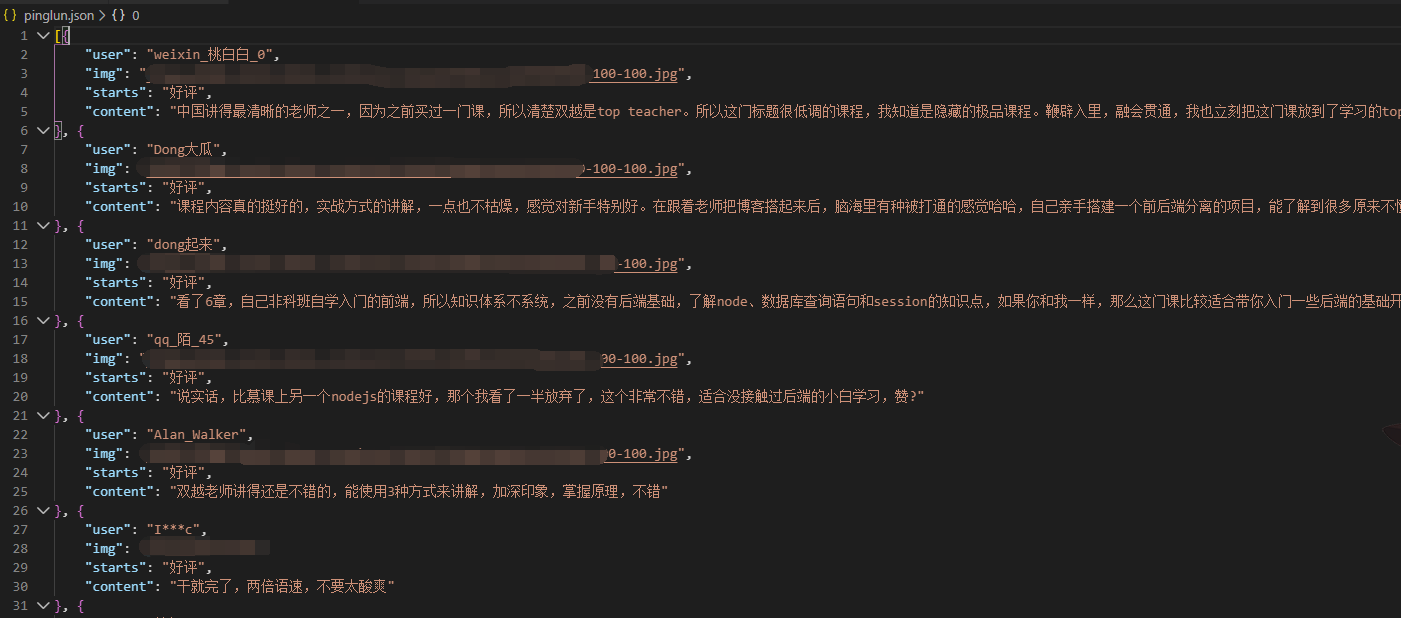 {} pinglun.json > {} 0
1 [{
2 "user": "weixin_桃白白_0",
3 "img": " 100-100.jpg",
4 "starts": "好评",
5 "content": "中国讲得最清晰的老师之一，因为之前买过一门课，所以清楚双越是top teacher。所以这门标题很低调的课程，我知道是隐藏的极品课程。鞭辟入里，融会贯通，我也立刻把这门课放到了学习的top
6 }, {
7 "user": "Dong大瓜",
8 "img": -100-100.jpg",
9 "starts": "好评",
10 "content": "课程内容真的挺好的，实战方式的讲解，一点也不枯燥，感觉对新手特别好。在跟着老师把博客搭起来后，脑海里有种被打通的感觉哈哈，自己亲手搭建一个前后端分离的项目，能了解到很多原来不懂
11 }, {
12 "user": "dong起来",
13 "img": -100.jpg",
14 "starts": "好评",
15 "content": "看了6章，自己非科班自学入门的前端，所以知识体系不系统，之前没有后端基础，了解node、数据库查询语句和session的知识点，如果你和我一样，那么这门课比较适合带你入门一些后端的基础开
16 }, {
17 "user": "qq_陌_45",
18 "img": "00-100.jpg",
19 "starts": "好评",
20 "content": "说实话，比慕课上另一个nodejs的课程好，那个我看了一半放弃了，这个非常不错，适合没接触过后端的小白学习，赞?"
21 }, {
22 "user": "Alan_Walker",
23 "img": 0-100.jpg",
24 "starts": "好评",
25 "content": "双越老师讲得还是不错的，能使用3种方式来讲解，加深印象，掌握原理，不错"
26 }, {
27 "user": "I***c",
28 "img":
29 "starts": "好评",
30 "content": "干就完了，两倍语速，不要太酸爽"
31 }, {